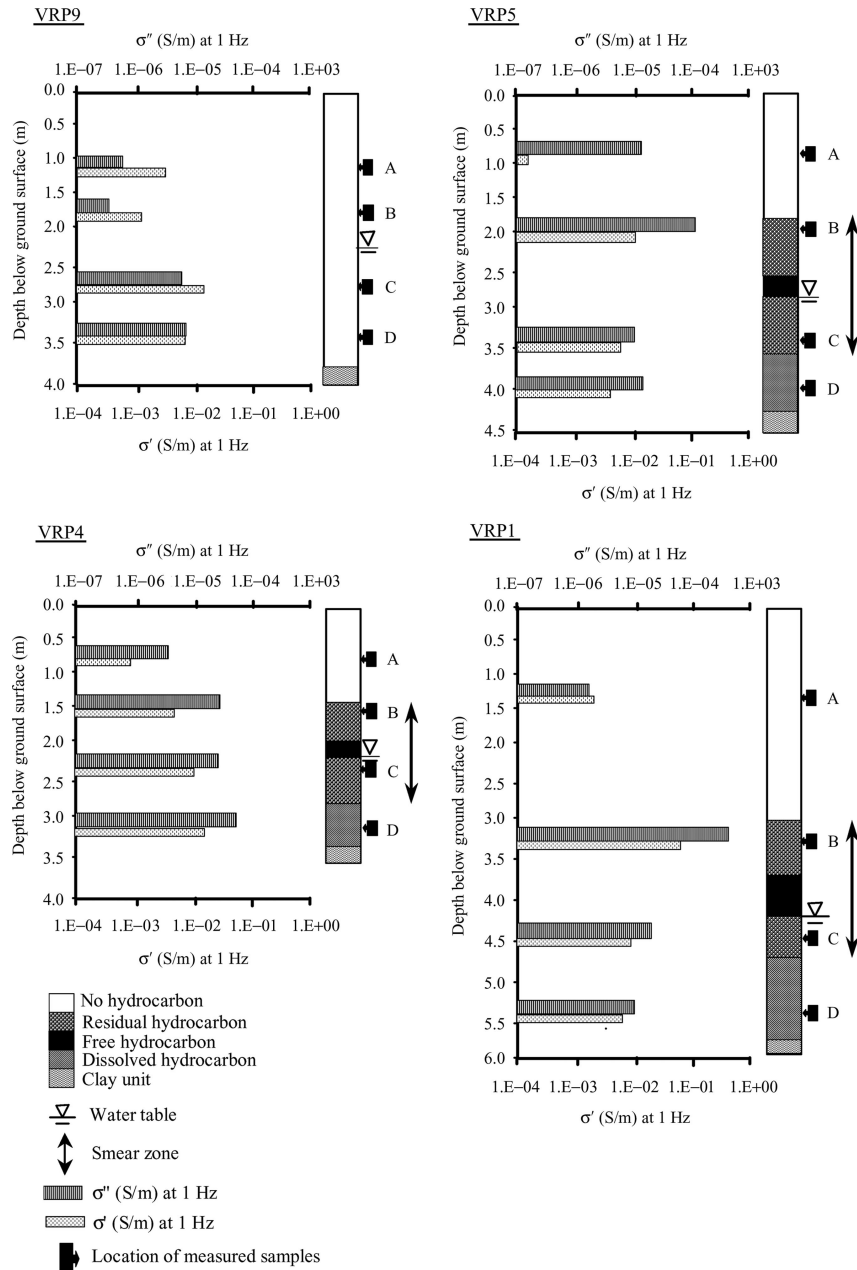 VRP9
σ″ (S/m) at 1 Hz
1.E−07 1.E−06 1.E−05 1.E+03
0.0
0.5
1.0
1.5
2.0
2.5
3.0
3.5
4.0
Depth below ground surface (m)
A
B
C
D
1.E−04 1.E−03 1.E−02 1.E−01 1.E+00
σ′ (S/m) at 1 Hz
VRP5
σ″ (S/m) at 1 Hz
1.E−07 1.E−06 1.E−05 1.E−04 1.E+03
0.0
0.5
1.0
1.5
2.0
2.5
3.0
3.5
4.0
4.5
Depth below ground surface (m)
A
B
C
D
1.E−04 1.E−03 1.E−02 1.E−01 1.E+00
σ′ (S/m) at 1 Hz
VRP4
σ″ (S/m) at 1 Hz
1.E−07 1.E−06 1.E−05 1.E−04 1.E+03
0.0
0.5
1.0
1.5
2.0
2.5
3.0
3.5
4.0
Depth below ground surface (m)
A
B
C
D
1.E−04 1.E−03 1.E−02 1.E−01 1.E+00
σ′ (S/m) at 1 Hz
VRP1
σ″ (S/m) at 1 Hz
1.E−07 1.E−06 1.E−05 1.E−04 1.E+03
0.0
0.5
1.0
1.5
2.0
2.5
3.0
3.5
4.0
4.5
5.0
5.5
6.0
Depth below ground surface (m)
A
B
C
D
1.E−04 1.E−03 1.E−02 1.E−01 1.E+00
σ′ (S/m) at 1 Hz
No hydrocarbon
Residual hydrocarbon
Free hydrocarbon
Dissolved hydrocarbon
Clay unit
Water table
Smear zone
σ" (S/m) at 1 Hz
σ' (S/m) at 1 Hz
Location of measured samples